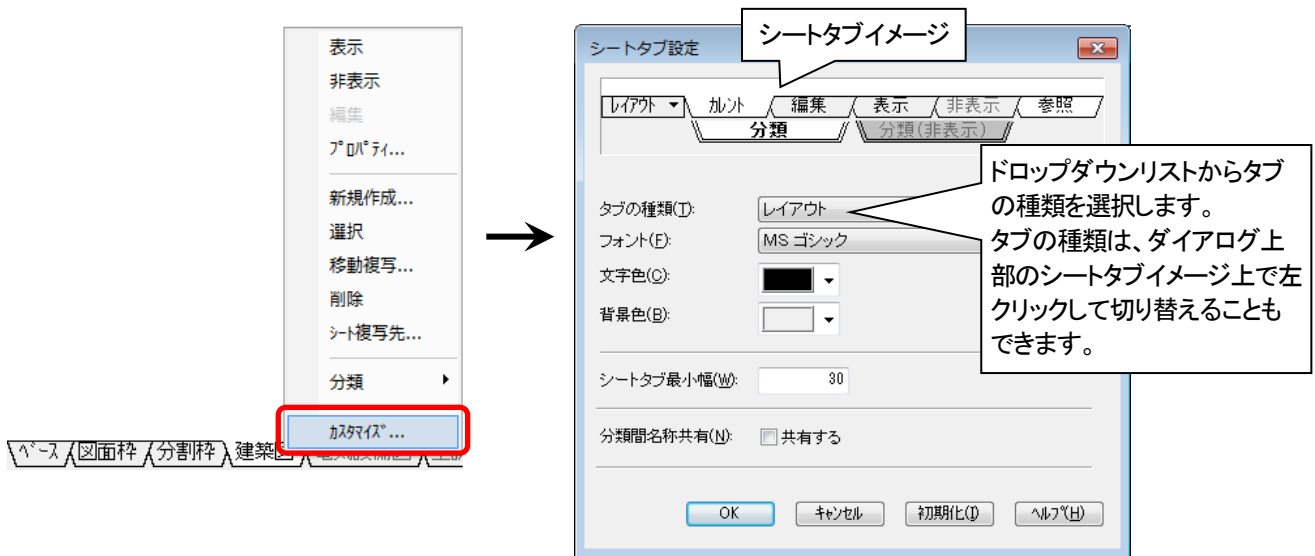 表示
非表示
編集
ﾌﾟﾛﾊﾟﾃｨ...
新規作成...
選択
移動複写...
削除
ｼｰﾄ複写先...
分類
ｶｽﾀﾏｲｽﾞ...
ﾍﾞｰｽ 図面枠 分割枠 建築図
シートタブ設定
シートタブイメージ
ﾚｲｱｳﾄ ｶﾚﾝﾄ 編集 表示 非表示 参照
分類 分類(非表示)
タブの種類(T): レイアウト
フォント(F): MS ゴシック
文字色(C):
背景色(B):
シートタブ最小幅(W): 30
分類間名称共有(N): 共有する
OK ｷｬﾝｾﾙ 初期化(I) ﾍﾙﾌﾟ(H)
ドロップダウンリストからタブ
の種類を選択します。
タブの種類は、ダイアログ上
部のシートタブイメージ上で左
クリックして切り替えることも
できます。